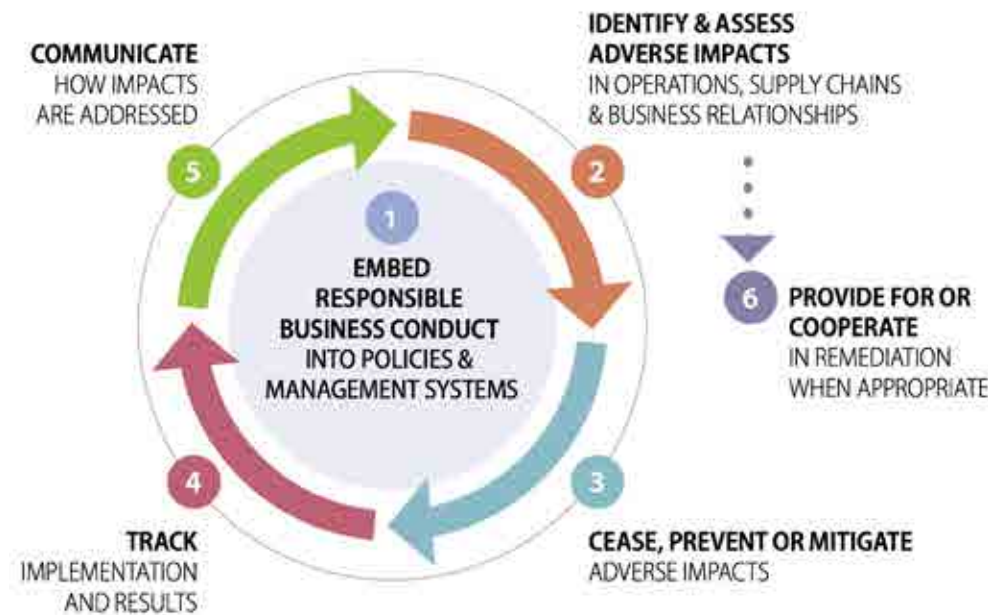 COMMUNICATE
HOW IMPACTS
ARE ADDRESSED
5
IDENTIFY & ASSESS
ADVERSE IMPACTS
IN OPERATIONS, SUPPLY CHAINS
& BUSINESS RELATIONSHIPS
2
1
EMBED
RESPONSIBLE
BUSINESS CONDUCT
INTO POLICIES &
MANAGEMENT SYSTEMS
6
PROVIDE FOR OR
COOPERATE
IN REMEDIATION
WHEN APPROPRIATE
4
TRACK
IMPLEMENTATION
AND RESULTS
3
CEASE, PREVENT OR MITIGATE
ADVERSE IMPACTS